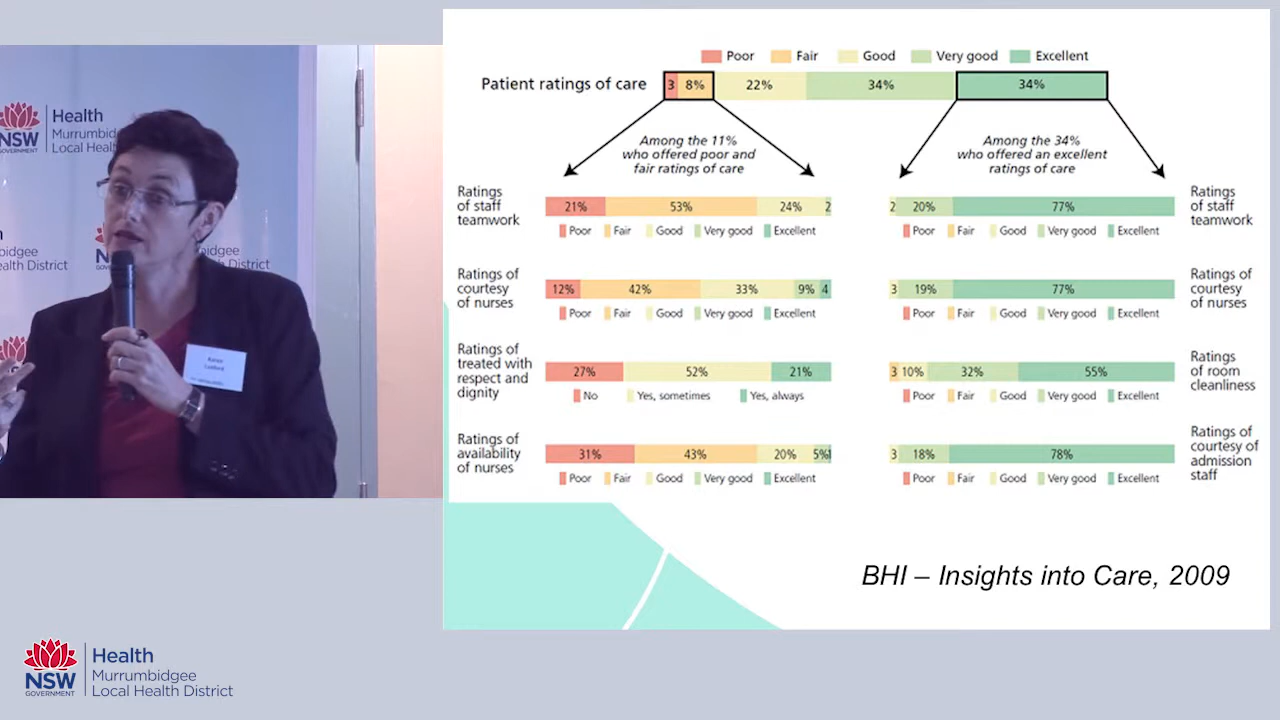 Health
Murrumbidgee
Local Health
NSW
GOVERNMENT
Murrumbidgee
Health District
Poor Fair Good Very good Excellent
Patient ratings of care 3 8% 22% 34% 34%
Among the 11%
who offered poor and
fair ratings of care
Among the 34%
who offered an excellent
ratings of care
Ratings
of staff
teamwork
21% 53% 24% 2
Poor Fair Good Very good Excellent
2 20% 77%
Poor Fair Good Very good Excellent
Ratings
of staff
teamwork
Ratings of
courtesy
of nurses
12% 42% 33% 9% 4
Poor Fair Good Very good Excellent
3 19% 77%
Poor Fair Good Very good Excellent
Ratings of
courtesy
of nurses
Ratings of
treated with
respect and
dignity
27% 52% 21%
No Yes, sometimes Yes, always
3 10% 32% 55%
Poor Fair Good Very good Excellent
Ratings
of room
cleanliness
Ratings of
availability
of nurses
31% 43% 20% 5% 1
Poor Fair Good Very good Excellent
3 18% 78%
Poor Fair Good Very good Excellent
Ratings of
courtesy of
admission
staff
BHI – Insights into Care, 2009
NSW
GOVERNMENT
Health
Murrumbidgee
Local Health District